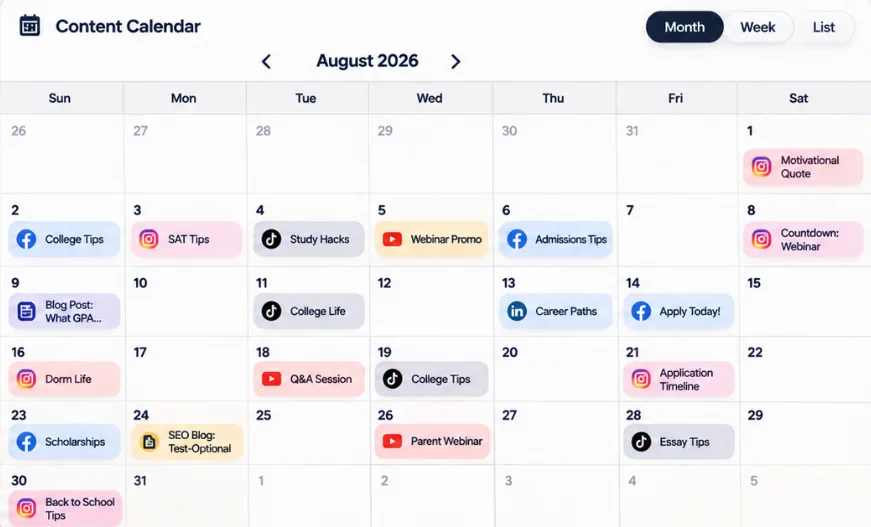 Content Calendar
Month
Week
List
August 2026
Sun
Mon
Tue
Wed
Thu
Fri
Sat
26
27
28
29
30
31
1
Motivational
Quote
2
College Tips
3
SAT Tips
4
Study Hacks
5
Webinar Promo
6
Admissions Tips
7
8
Countdown:
Webinar
9
Blog Post:
What GPA...
10
11
College Life
12
13
in
Career Paths
14
Apply Today!
15
16
Dorm Life
17
18
Q&A Session
19
College Tips
20
21
Application
Timeline
22
23
Scholarships
24
SEO Blog:
Test-Optional
25
26
Parent Webinar
27
28
Essay Tips
29
30
Back to School
Tips
31
1
2
3
4
5